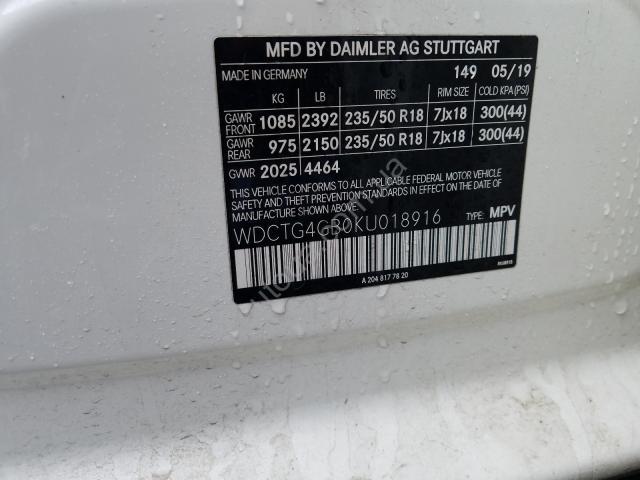 MFD BY DAIMLER AG STUTTGART
MADE IN GERMANY 149 05/19
KG LB TIRES RIM SIZE COLD KPA(PSI)
GAWR FRONT 1085 2392 235/50 R18 7Jx18 300(44)
GAWR REAR 975 2150 235/50 R18 7Jx18 300(44)
GVWR 2025 4464
THIS VEHICLE CONFORMS TO ALL APPLICABLE FEDERAL MOTOR VEHICLE
SAFETY AND THEFT PREVENTION STANDARDS IN EFFECT ON THE DATE OF
MANUFACTURE SHOWN ABOVE.
TYPE: MPV
WDCTG4GB0KU018916
A 204 817 78 20